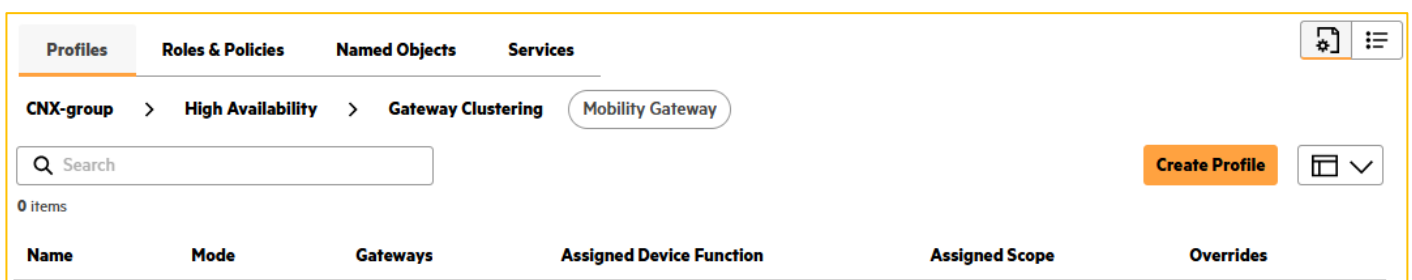 Profiles Roles & Policies Named Objects Services
CNX-group > High Availability > Gateway Clustering Mobility Gateway
Search Create Profile
0 items
Name Mode Gateways Assigned Device Function Assigned Scope Overrides